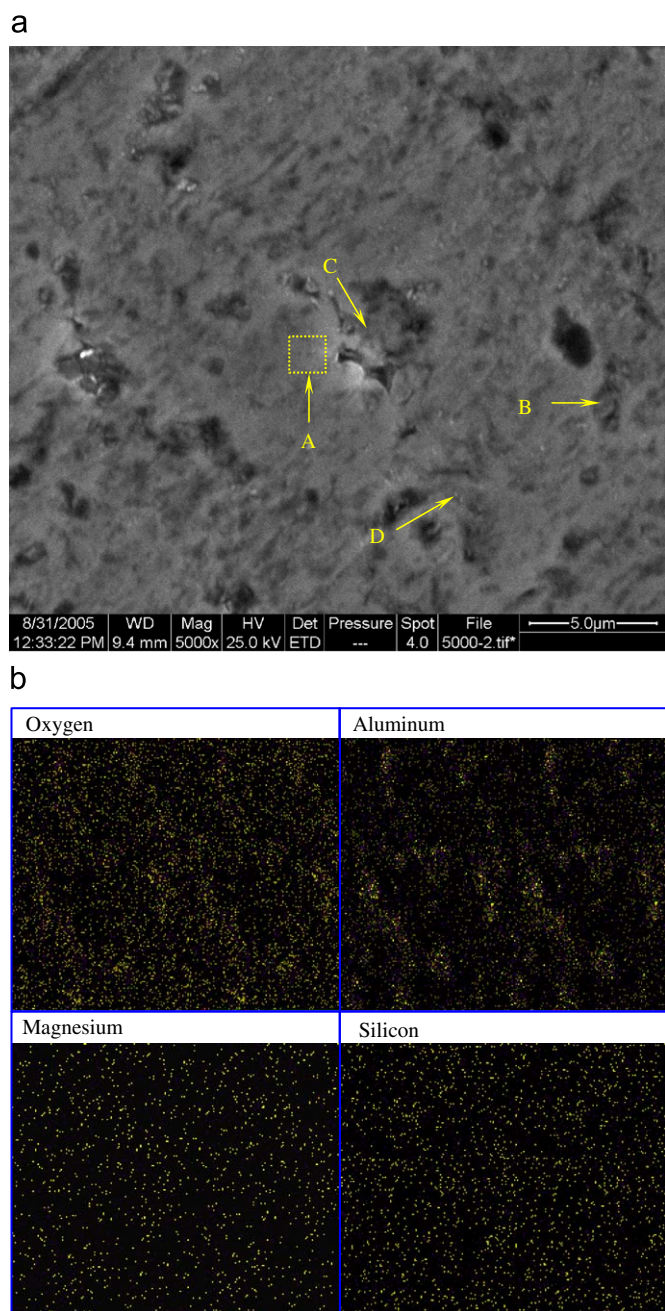 a
C
A
B
D
8/31/2005 WD Mag HV Det Pressure Spot File 5.0µm
12:33:22 PM 9.4 mm 5000x 25.0 kV ETD --- 4.0 5000-2.tif*
b
Oxygen Aluminum
Magnesium Silicon